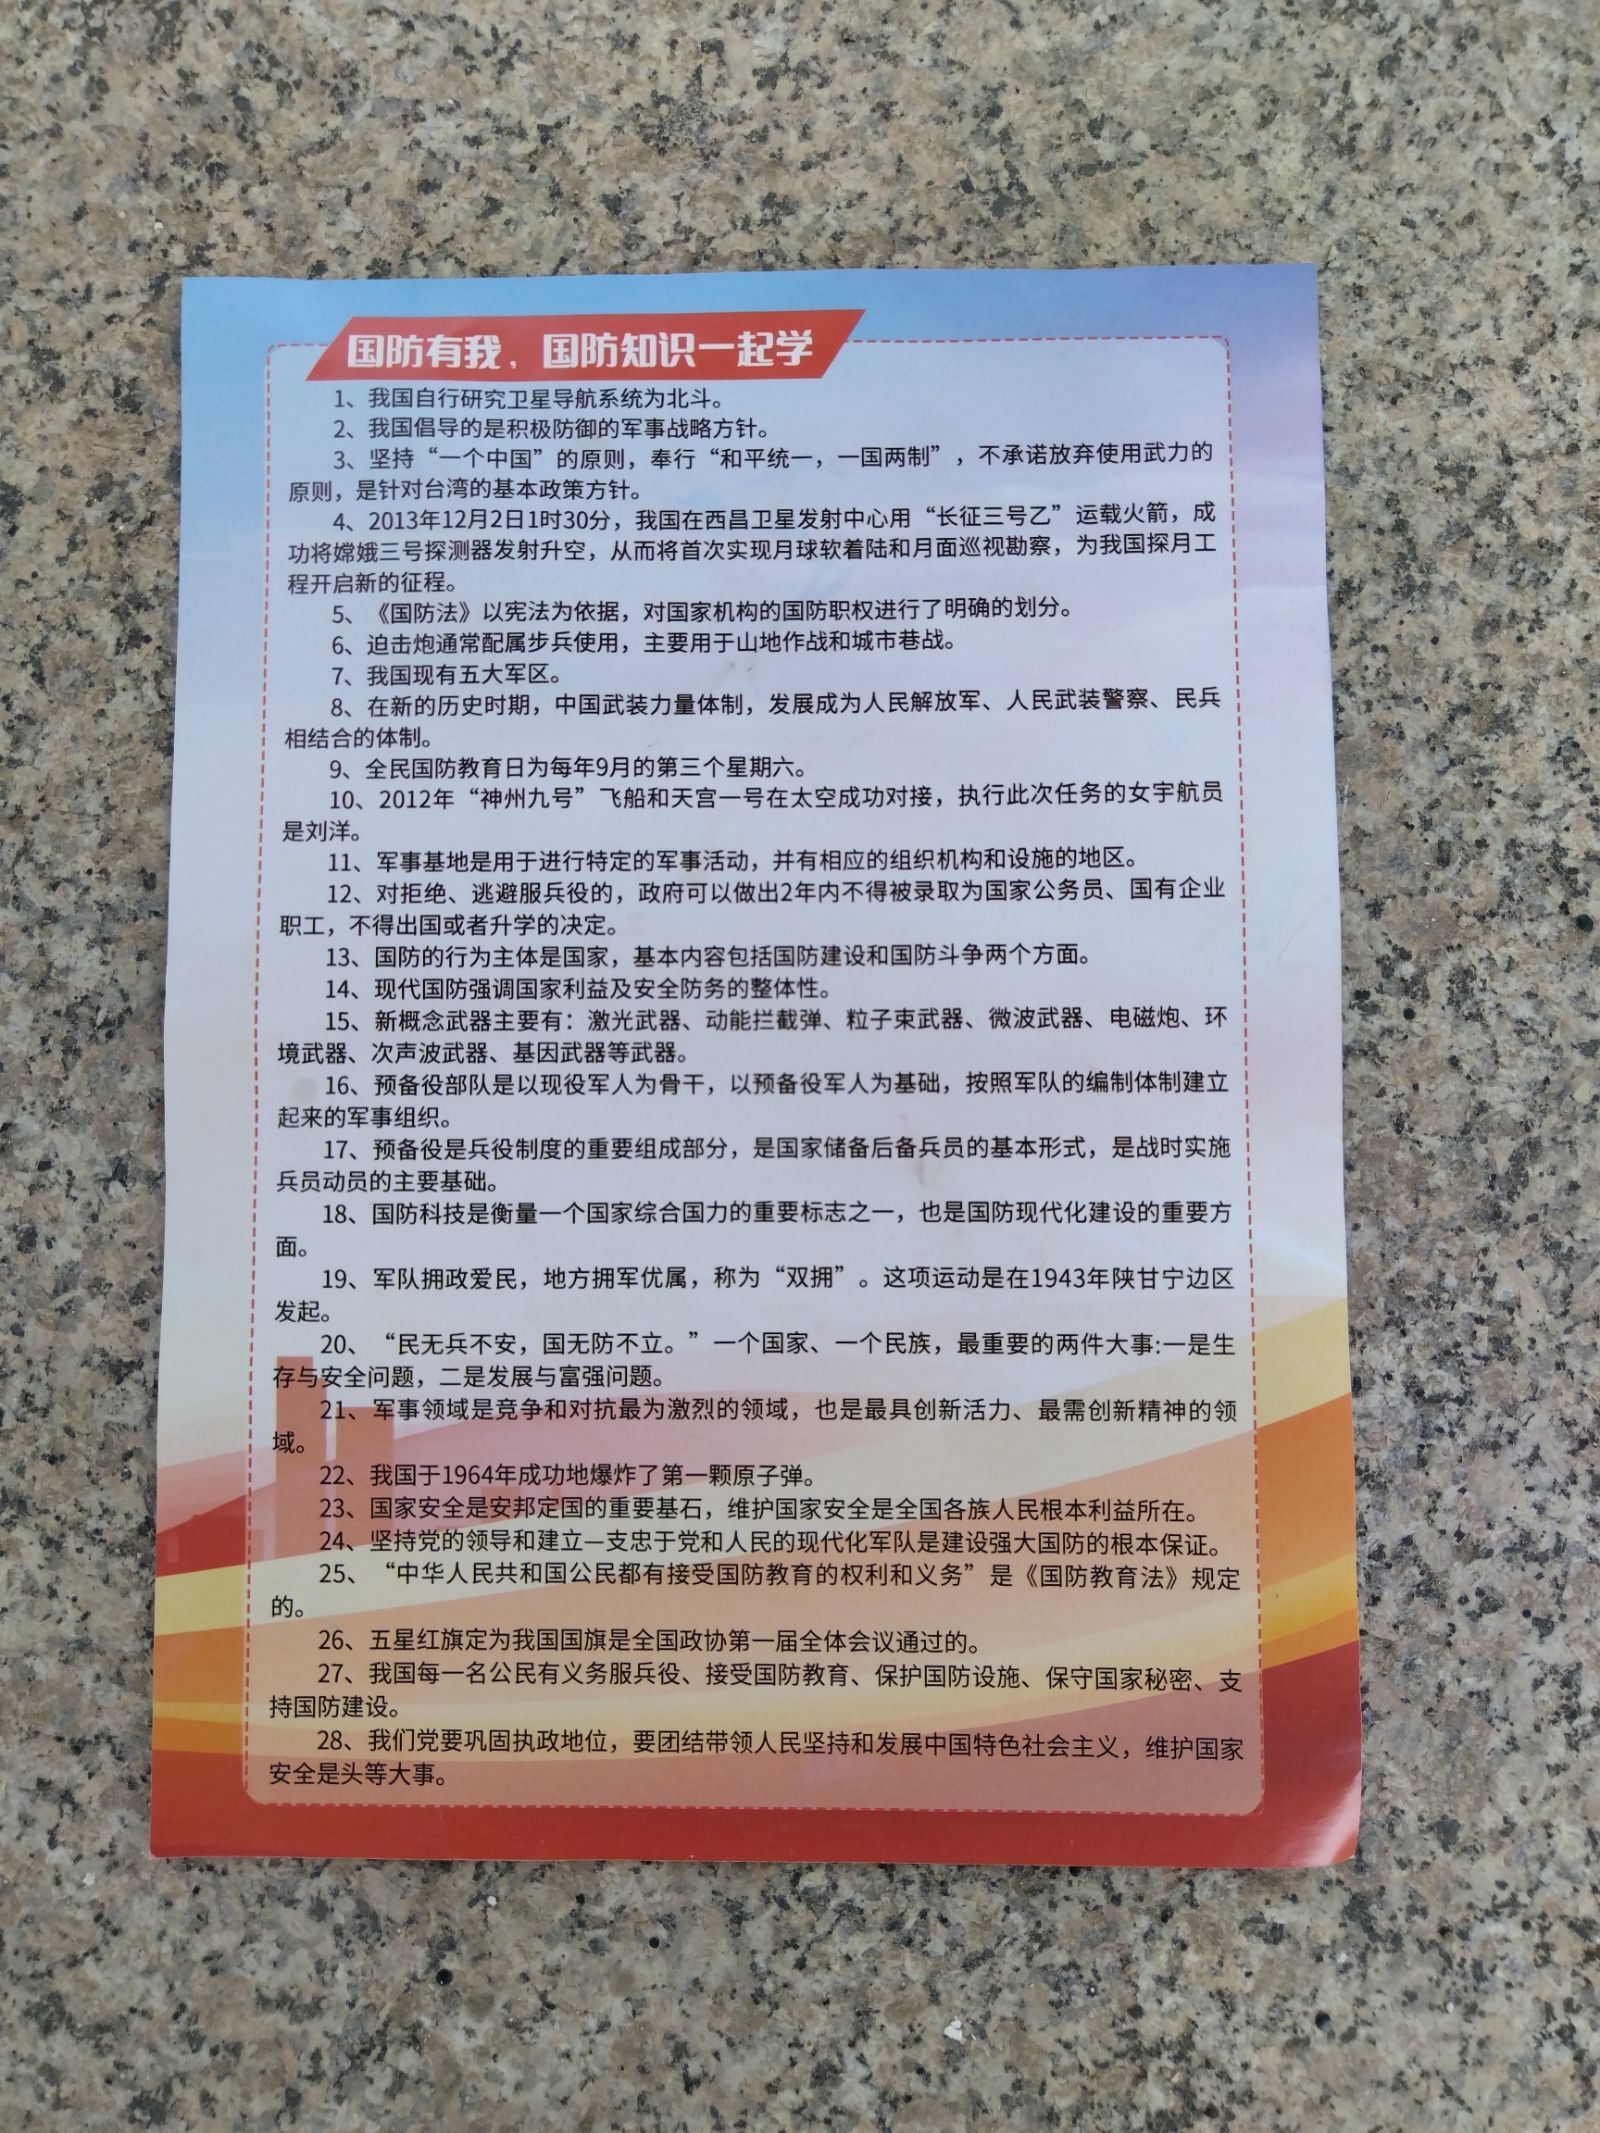 国防有我，国防知识一起学
1、我国自行研究卫星导航系统为北斗。
2、我国倡导的是积极防御的军事战略方针。
3、坚持“一个中国”的原则，奉行“和平统一，一国两制”，不承诺放弃使用武力的
原则，是针对台湾的基本政策方针。
4、2013年12月2日1时30分，我国在西昌卫星发射中心用“长征三号乙”运载火箭，成
功将嫦娥三号探测器发射升空，从而将首次实现月球软着陆和月面巡视勘察，为我国探月工
程开启新的征程。
5、《国防法》以宪法为依据，对国家机构的国防职权进行了明确的划分。
6、迫击炮通常配属步兵使用，主要用于山地作战和城市巷战。
7、我国现有五大军区。
8、在新的历史时期，中国武装力量体制，发展成为人民解放军、人民武装警察、民兵
相结合的体制。
9、全民国防教育日为每年9月的第三个星期六。
10、2012年“神州九号”飞船和天宫一号在太空成功对接，执行此次任务的女宇航员
是刘洋。
11、军事基地是用于进行特定的军事活动，并有相应的组织机构和设施的地区。
12、对拒绝、逃避服兵役的，政府可以做出2年内不得被录取为国家公务员、国有企业
职工，不得出国或者升学的决定。
13、国防的行为主体是国家，基本内容包括国防建设和国防斗争两个方面。
14、现代国防强调国家利益及安全防务的整体性。
15、新概念武器主要有：激光武器、动能拦截弹、粒子束武器、微波武器、电磁炮、环
境武器、次声波武器、基因武器等武器。
16、预备役部队是以现役军人为骨干，以预备役军人为基础，按照军队的编制体制建立
起来的军事组织。
17、预备役是兵役制度的重要组成部分，是国家储备后备兵员的基本形式，是战时实施
兵员动员的主要基础。
18、国防科技是衡量一个国家综合国力的重要标志之一，也是国防现代化建设的重要方
面。
19、军队拥政爱民，地方拥军优属，称为“双拥”。这项运动是在1943年陕甘宁边区
发起。
20、“民无兵不安，国无防不立。”一个国家、一个民族，最重要的两件大事:一是生
存与安全问题，二是发展与富强问题。
21、军事领域是竞争和对抗最为激烈的领域，也是最具创新活力、最需创新精神的领
域。
22、我国于1964年成功地爆炸了第一颗原子弹。
23、国家安全是安邦定国的重要基石，维护国家安全是全国各族人民根本利益所在。
24、坚持党的领导和建立一支忠于党和人民的现代化军队是建设强大国防的根本保证。
25、“中华人民共和国公民都有接受国防教育的权利和义务”是《国防教育法》规定
的。
26、五星红旗定为我国国旗是全国政协第一届全体会议通过的。
27、我国每一名公民有义务服兵役、接受国防教育、保护国防设施、保守国家秘密、支
持国防建设。
28、我们党要巩固执政地位，要团结带领人民坚持和发展中国特色社会主义，维护国家
安全是头等大事。